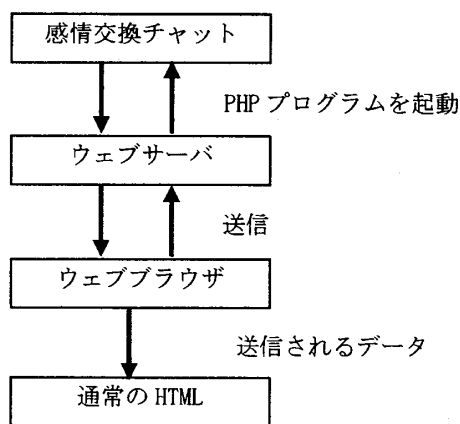 感情交換チャット
PHP プログラムを起動
ウェブサーバ
送信
ウェブブラウザ
送信されるデータ
通常の HTML